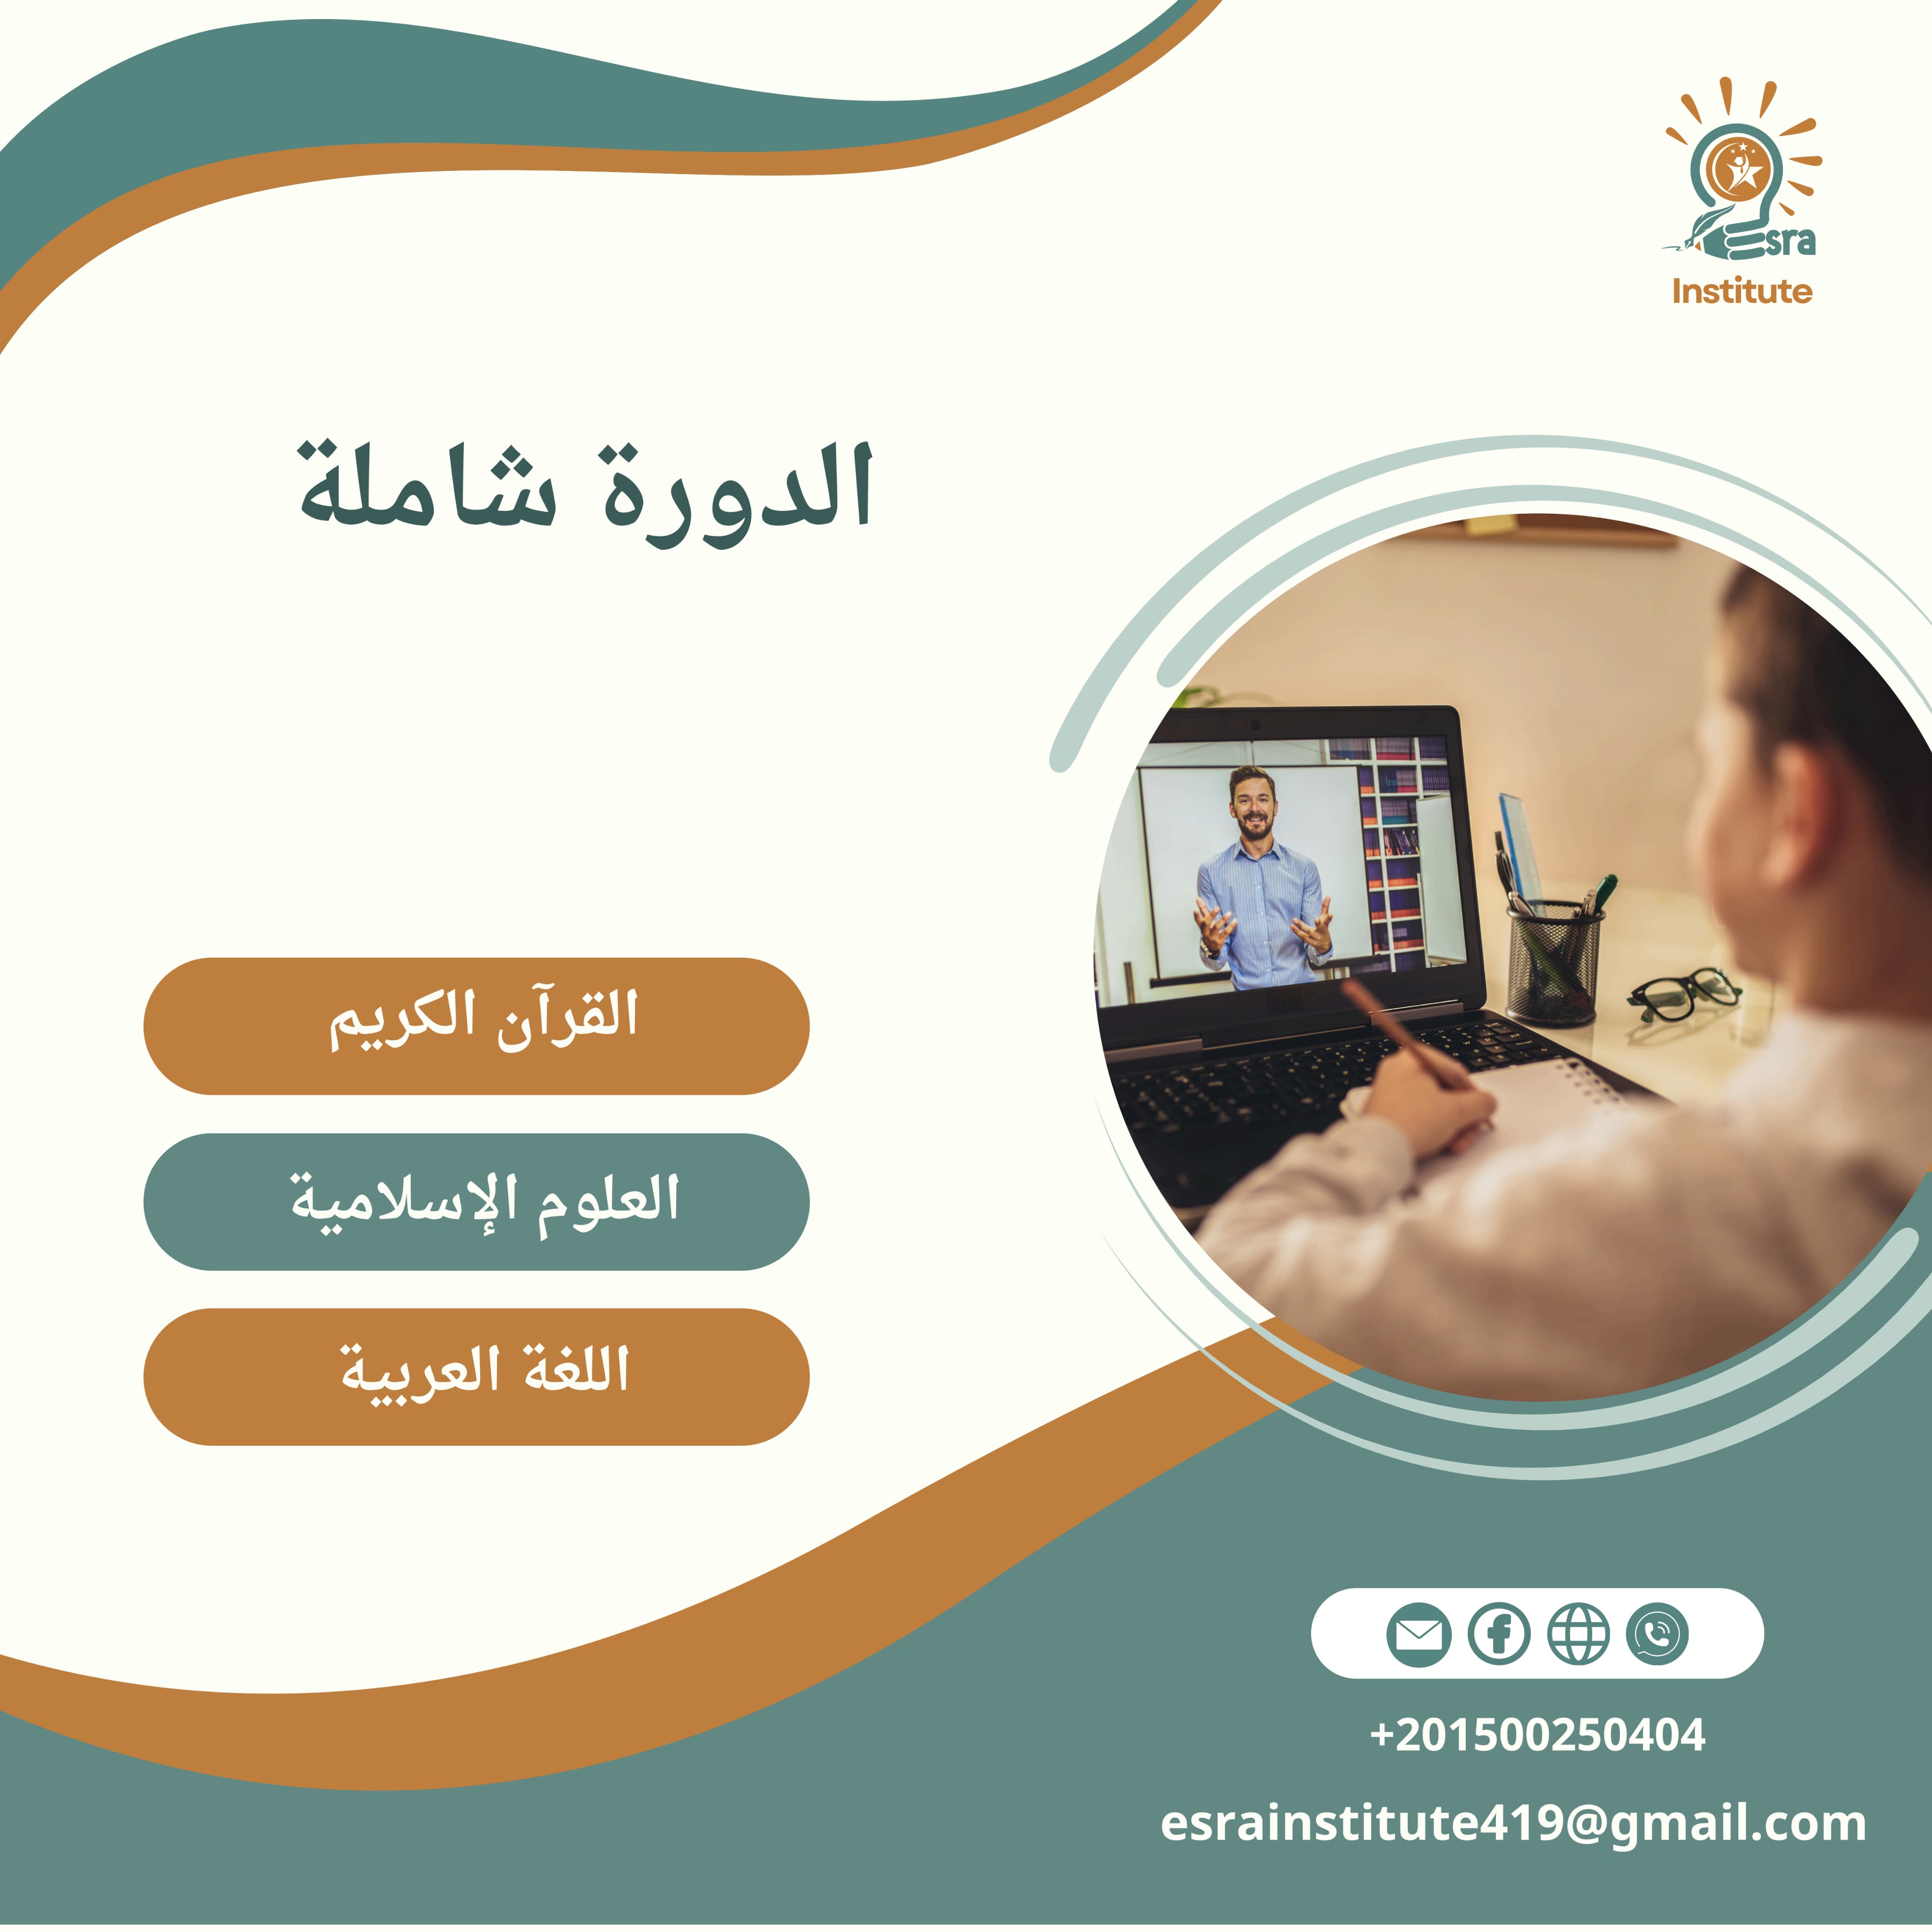 Esra
Institute
الدورة شاملة
القرآن الكريم
العلوم الإسلامية
اللغة العربية
+201500250404
esrainstitute419@gmail.com